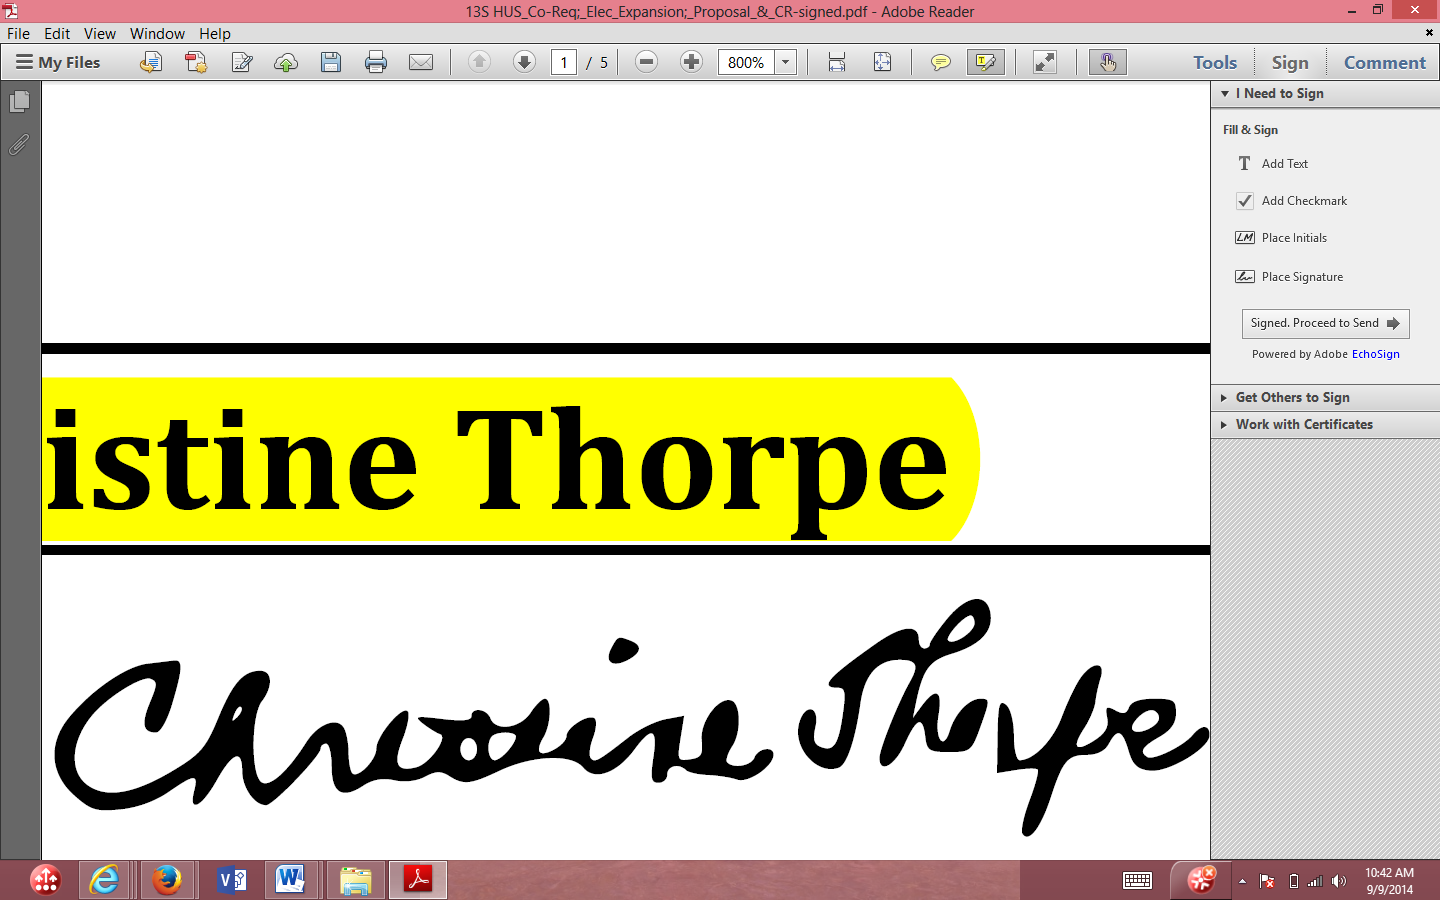 13S HUS_Co-Req;_Elec_Expansion;_Proposal_&_CR-signed.pdf - Adobe Reader
File Edit View Window Help
My Files 1 / 5 800% Tools Sign Comment
I Need to Sign
Fill & Sign
T Add Text
Add Checkmark
LM Place Initials
Place Signature
Signed. Proceed to Send
Powered by Adobe EchoSign
Get Others to Sign
Work with Certificates
istine Thorpe
Christine Thorpe
10:42 AM
9/9/2014